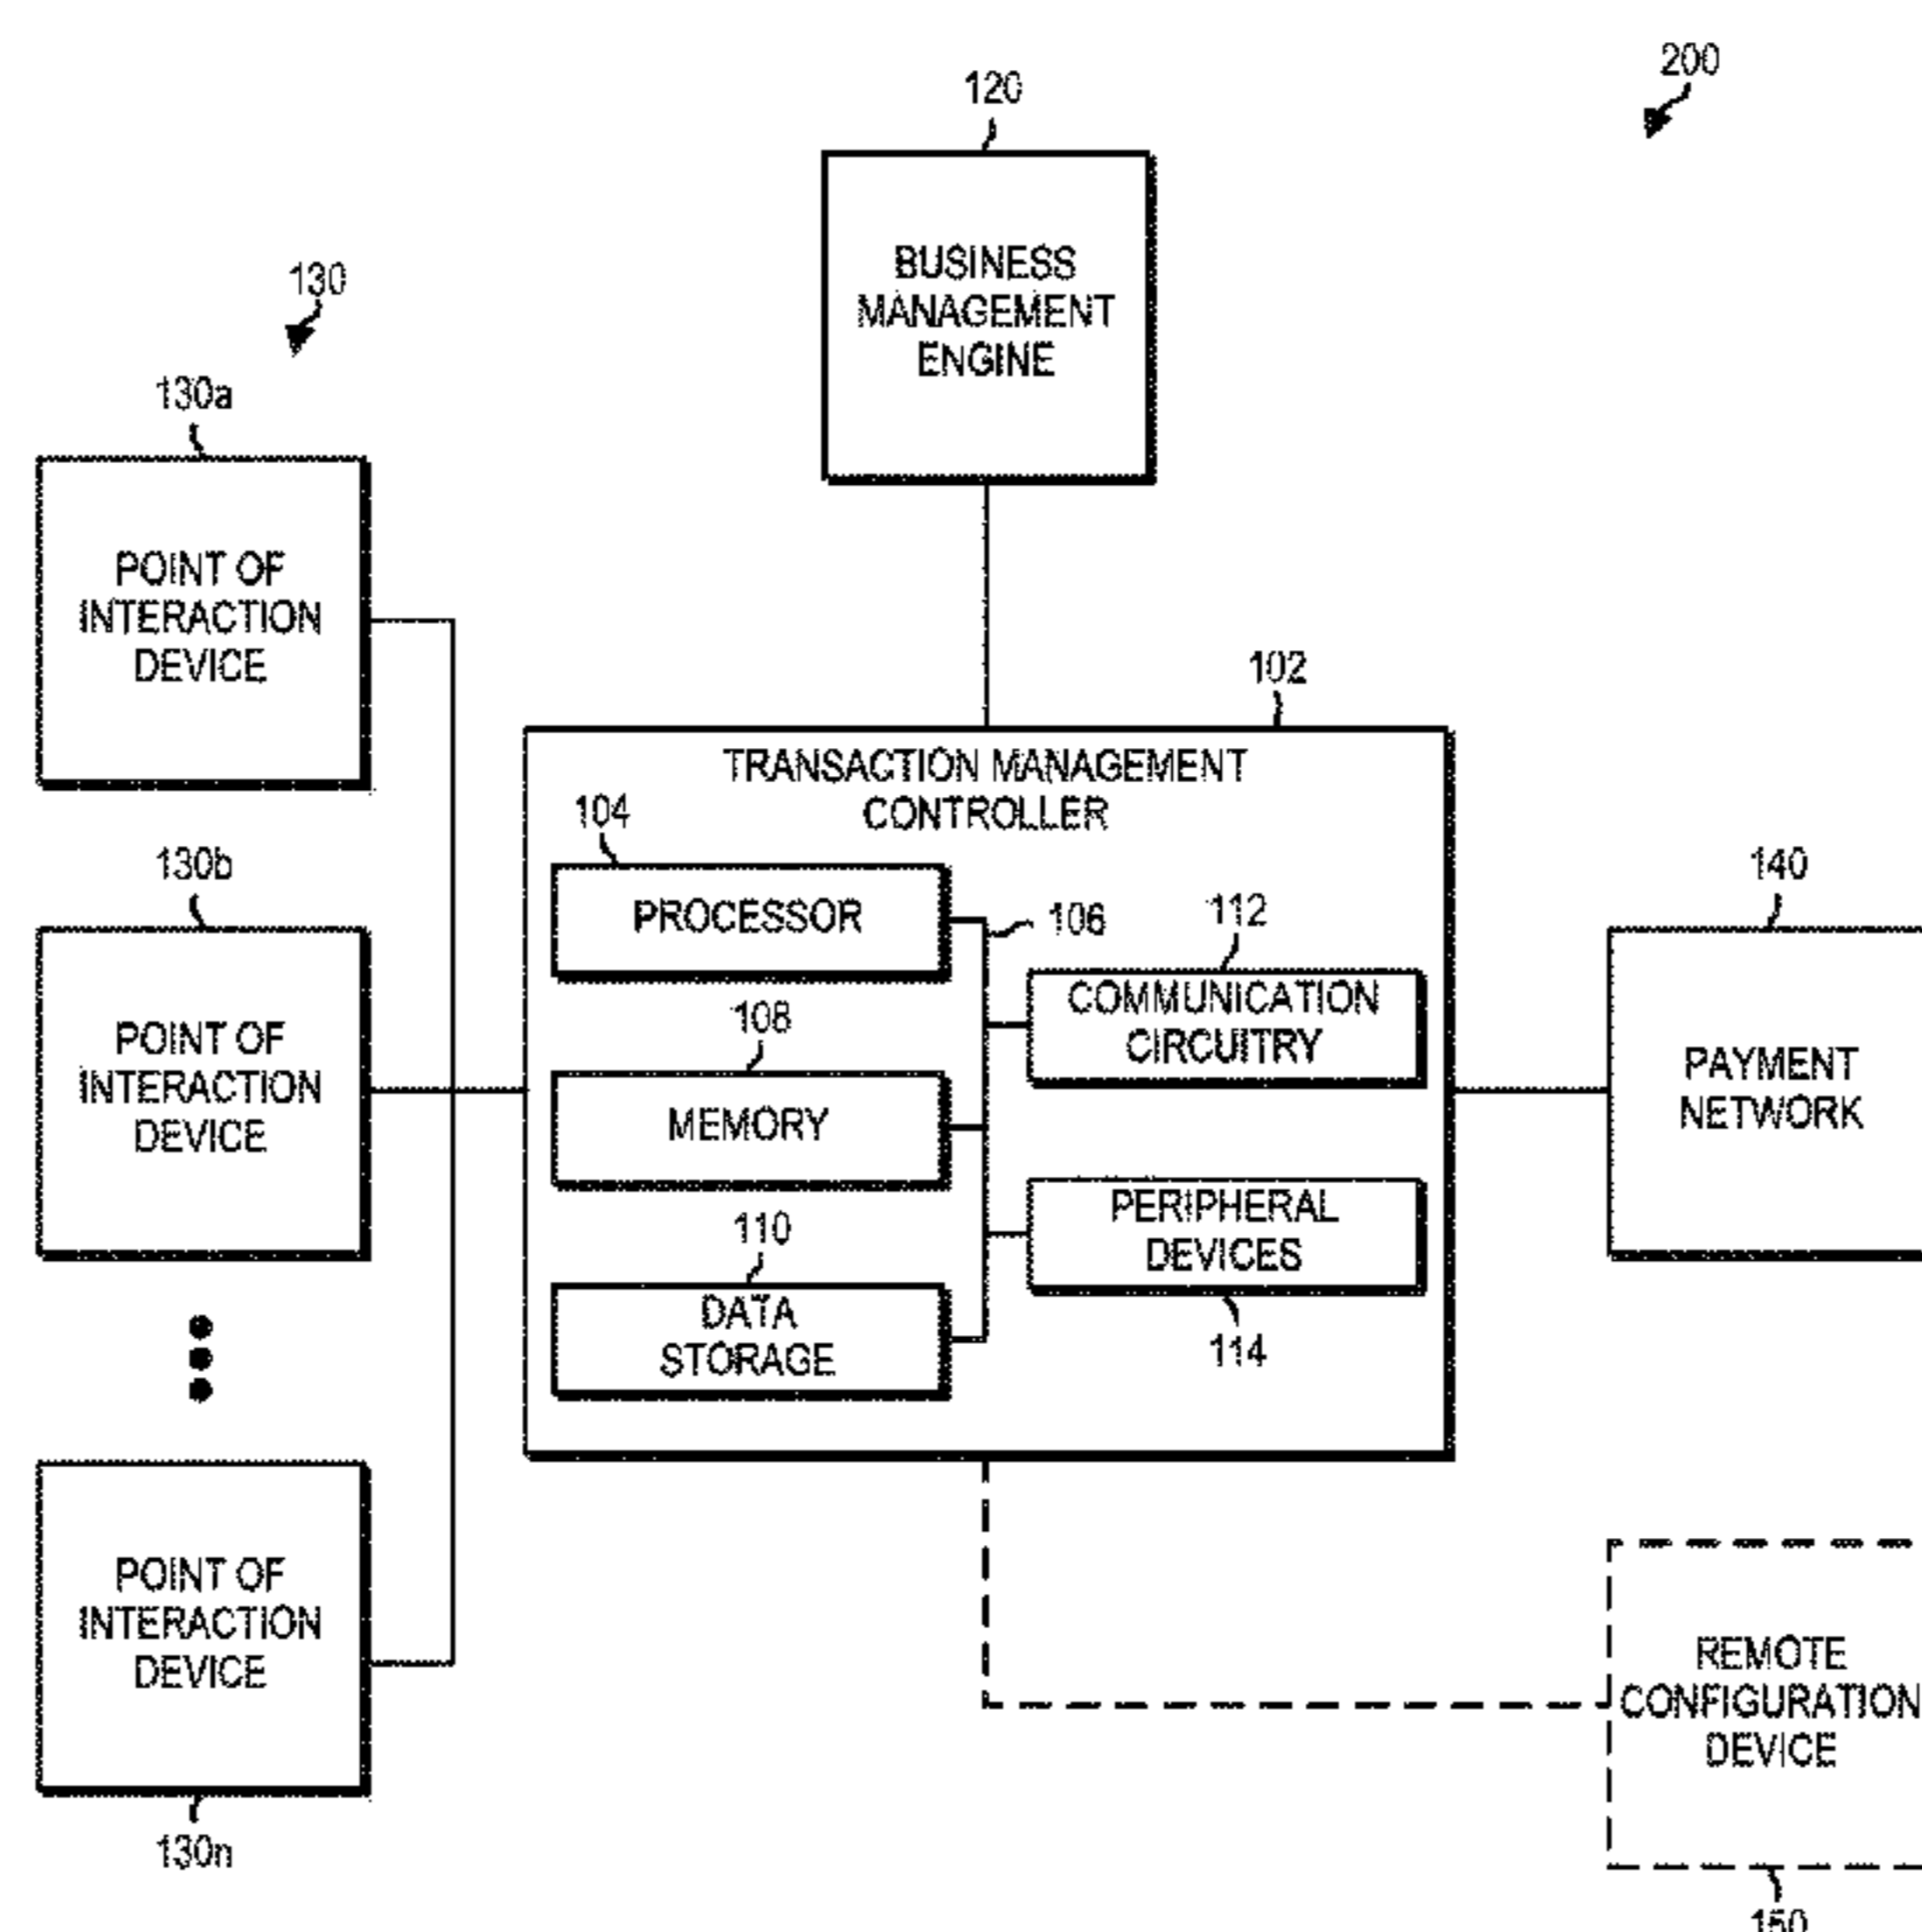 200
120
BUSINESS
MANAGEMENT
ENGINE
130
130a
POINT OF
INTERACTION
DEVICE
102
TRANSACTION MANAGEMENT
CONTROLLER
104
PROCESSOR
106
112
COMMUNICATION
CIRCUITRY
130b
POINT OF
INTERACTION
DEVICE
108
MEMORY
140
PAYMENT
NETWORK
110
DATA
STORAGE
PERIPHERAL
DEVICES
114
POINT OF
INTERACTION
DEVICE
130n
REMOTE
CONFIGURATION
DEVICE
150